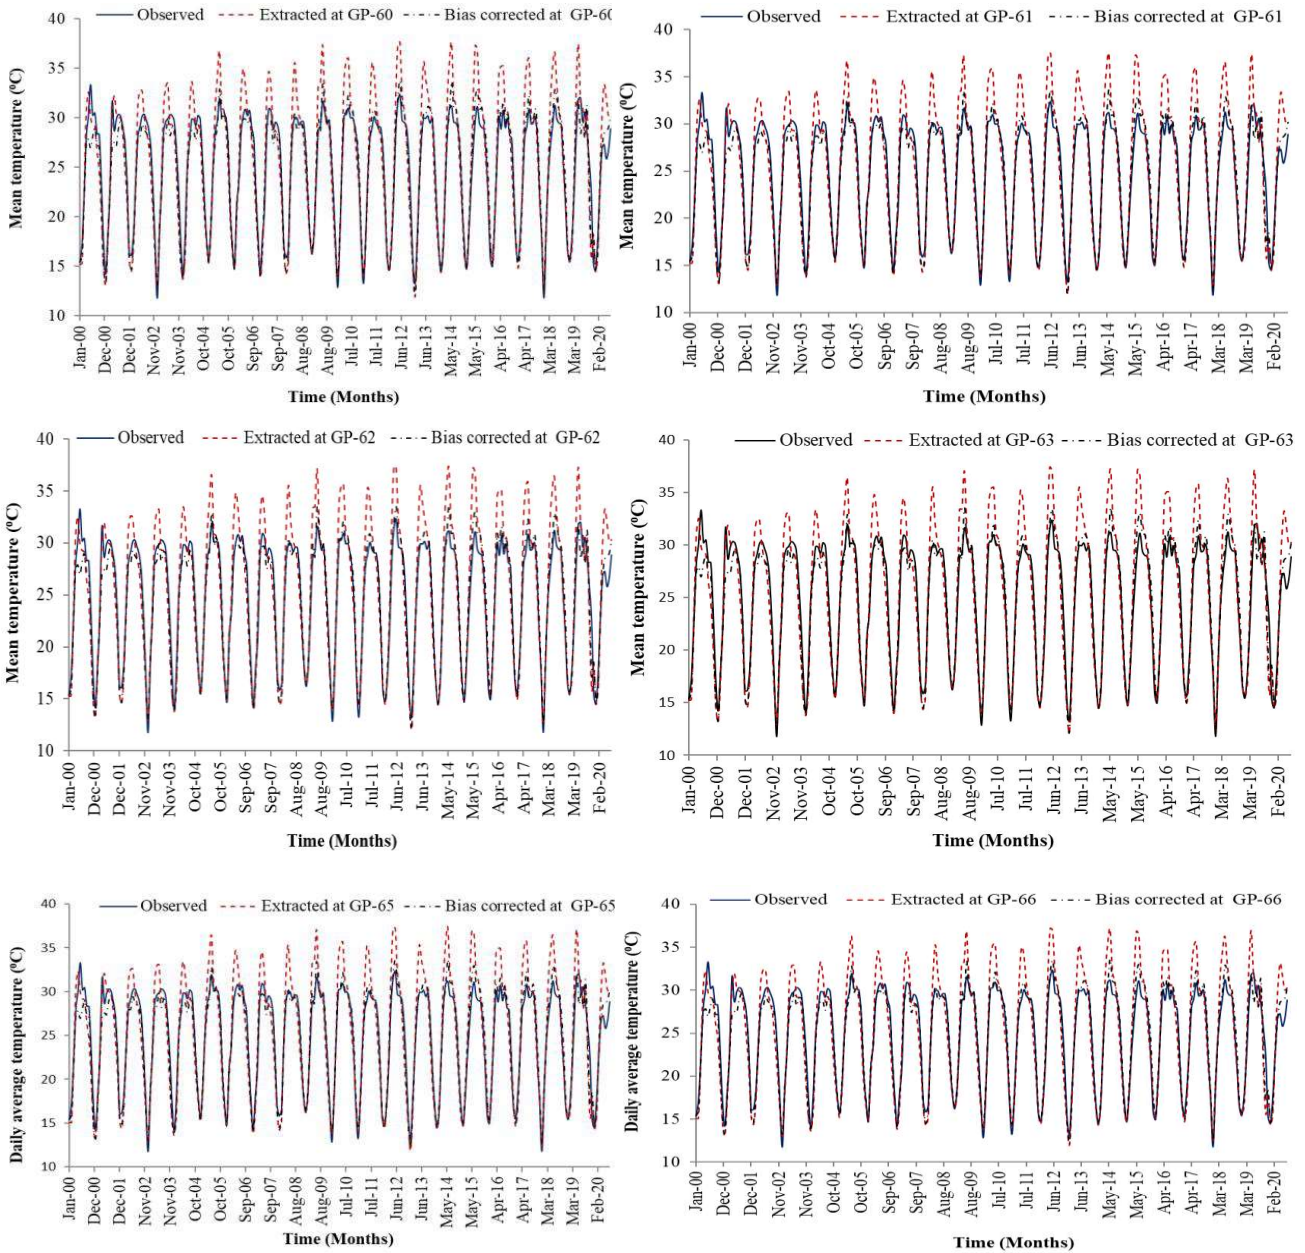 Observed Extracted at GP-60 Bias corrected at GP-60
Mean temperature (⁰C)
40
35
30
25
20
15
10
Jan-00 Dec-00 Dec-01 Nov-02 Nov-03 Oct-04 Oct-05 Sep-06 Sep-07 Aug-08 Aug-09 Jul-10 Jul-11 Jun-12 Jun-13 May-14 May-15 Apr-16 Apr-17 Mar-18 Mar-19 Feb-20
Time (Months)
Observed Extracted at GP-61 Bias corrected at GP-61
Mean temperature (⁰C)
40
35
30
25
20
15
10
Jan-00 Dec-00 Dec-01 Nov-02 Nov-03 Oct-04 Oct-05 Sep-06 Sep-07 Aug-08 Aug-09 Jul-10 Jul-11 Jun-12 Jun-13 May-14 May-15 Apr-16 Apr-17 Mar-18 Mar-19 Feb-20
Time (Months)
Observed Extracted at GP-62 Bias corrected at GP-62
Mean temperature (⁰C)
40
35
30
25
20
15
10
Jan-00 Dec-00 Dec-01 Nov-02 Nov-03 Oct-04 Oct-05 Sep-06 Sep-07 Aug-08 Aug-09 Jul-10 Jul-11 Jun-12 Jun-13 May-14 May-15 Apr-16 Apr-17 Mar-18 Mar-19 Feb-20
Time (Months)
Observed Extracted at GP-63 Bias corrected at GP-63
Mean temperature (⁰C)
40
35
30
25
20
15
10
Jan-00 Dec-00 Dec-01 Nov-02 Nov-03 Oct-04 Oct-05 Sep-06 Sep-07 Aug-08 Aug-09 Jul-10 Jul-11 Jun-12 Jun-13 May-14 May-15 Apr-16 Apr-17 Mar-18 Mar-19 Feb-20
Time (Months)
Observed Extracted at GP-65 Bias corrected at GP-65
Daily average temperature (⁰C)
40
35
30
25
20
15
10
Jan-00 Dec-00 Dec-01 Nov-02 Nov-03 Oct-04 Oct-05 Sep-06 Sep-07 Aug-08 Aug-09 Jul-10 Jul-11 Jun-12 Jun-13 May-14 May-15 Apr-16 Apr-17 Mar-18 Mar-19 Feb-20
Time (Months)
Observed Extracted at GP-66 Bias corrected at GP-66
Daily average temperature (⁰C)
40
35
30
25
20
15
10
Jan-00 Dec-00 Dec-01 Nov-02 Nov-03 Oct-04 Oct-05 Sep-06 Sep-07 Aug-08 Aug-09 Jul-10 Jul-11 Jun-12 Jun-13 May-14 May-15 Apr-16 Apr-17 Mar-18 Mar-19 Feb-20
Time (Months)